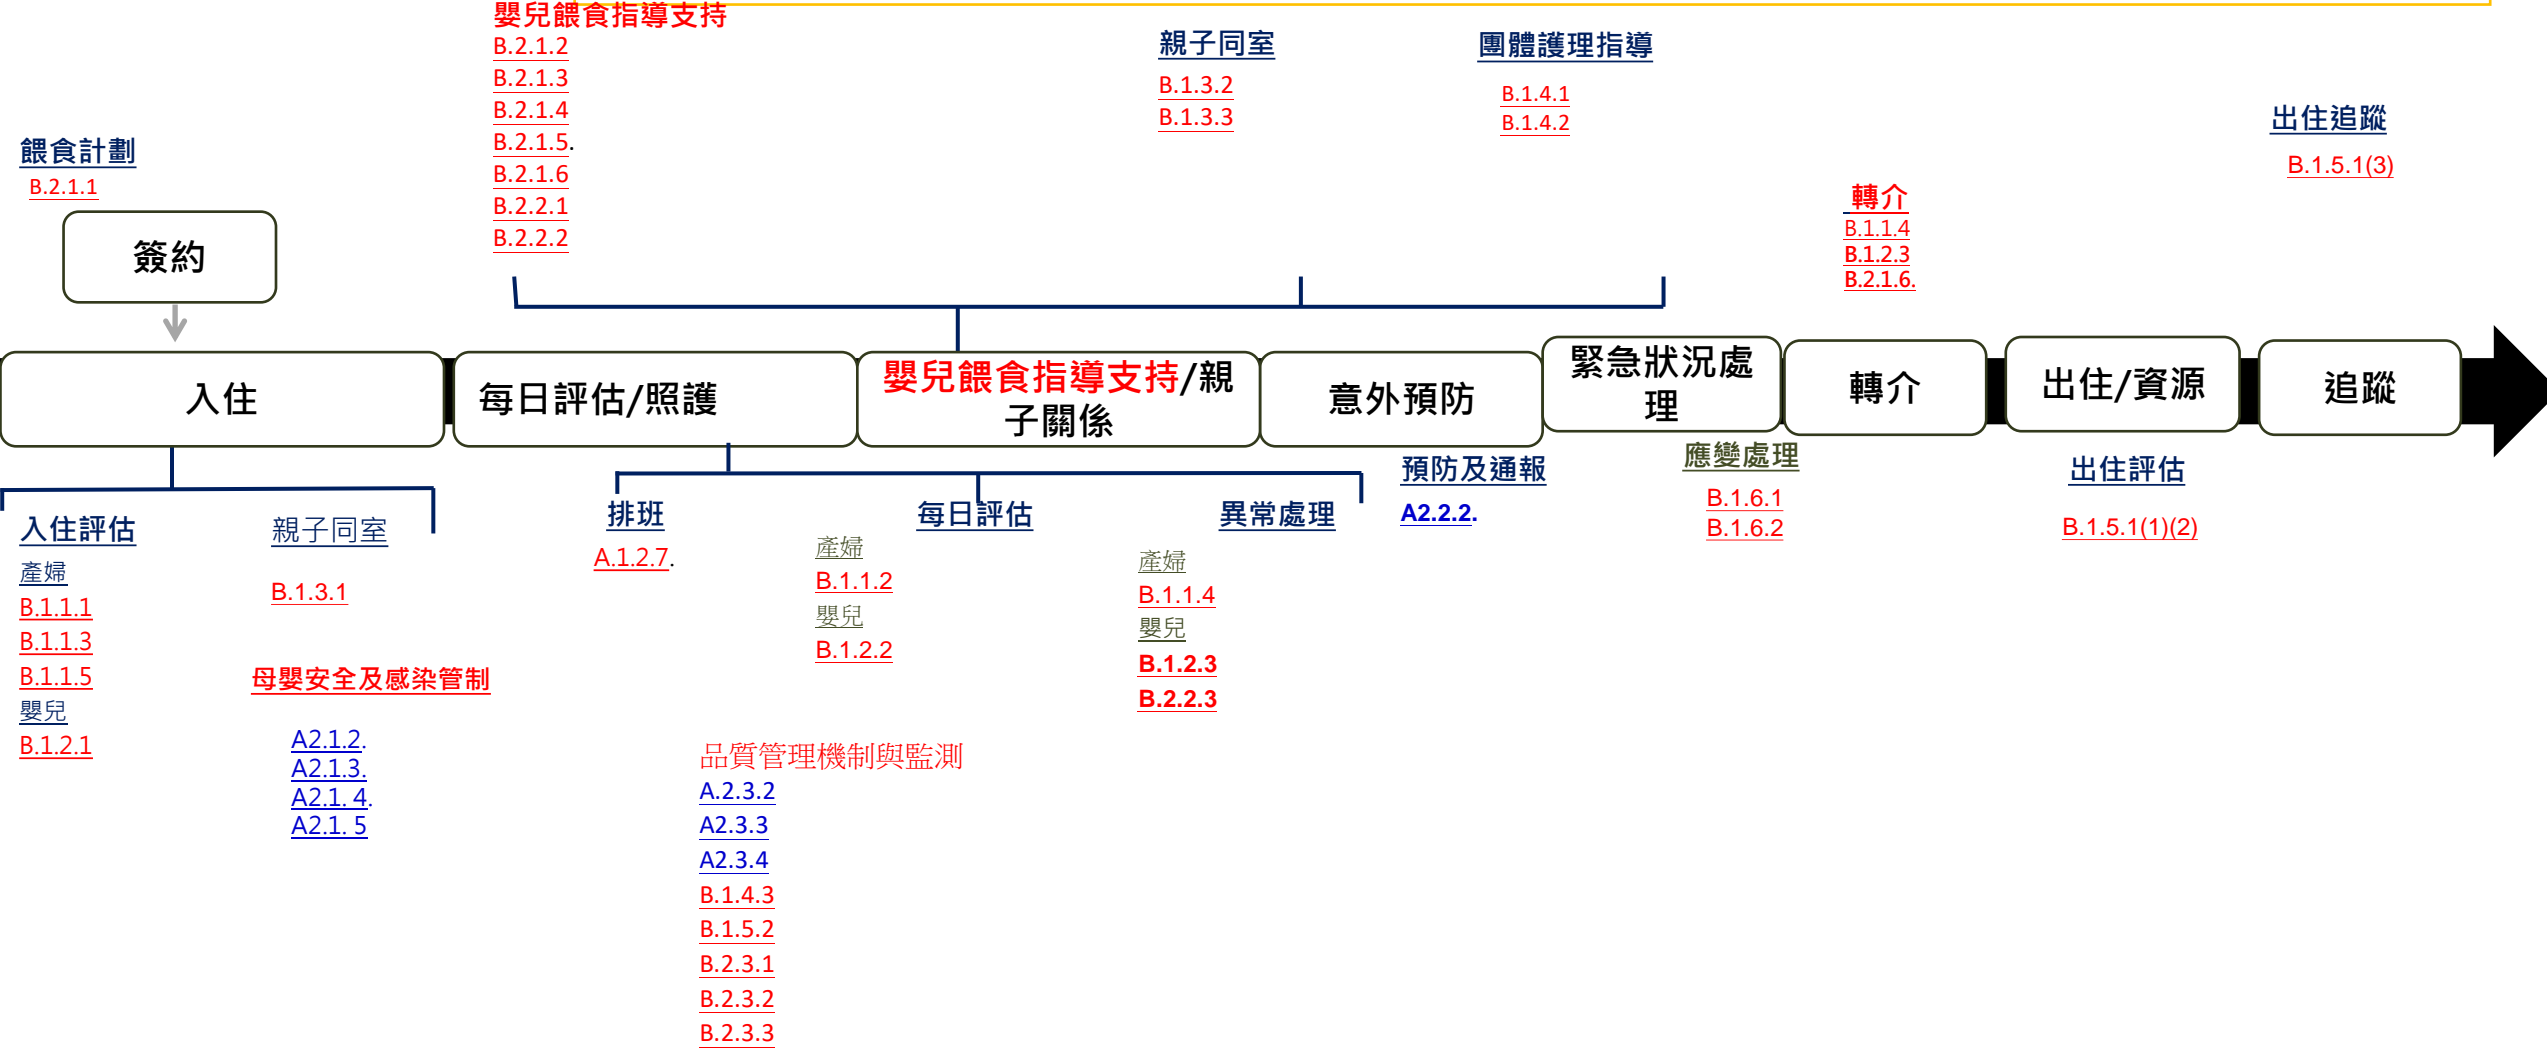 嬰兒餵食指導支持
B.2.1.2
B.2.1.3
B.2.1.4
B.2.1.5.
B.2.1.6
B.2.2.1
B.2.2.2
親子同室
B.1.3.2
B.1.3.3
團體護理指導
B.1.4.1
B.1.4.2
出住追蹤
B.1.5.1(3)
餵食計劃
B.2.1.1
簽約
轉介
B.1.1.4
B.1.2.3
B.2.1.6.
入住
每日評估/照護
嬰兒餵食指導支持/親
子關係
意外預防
緊急狀況處
理
轉介
出住/資源
追蹤
入住評估
產婦
B.1.1.1
B.1.1.3
B.1.1.5
嬰兒
B.1.2.1
親子同室
B.1.3.1
母嬰安全及感染管制
A2.1.2.
A2.1.3.
A2.1. 4.
A2.1. 5
排班
A.1.2.7.
每日評估
產婦
B.1.1.2
嬰兒
B.1.2.2
異常處理
產婦
B.1.1.4
嬰兒
B.1.2.3
B.2.2.3
預防及通報
A2.2.2.
應變處理
B.1.6.1
B.1.6.2
出住評估
B.1.5.1(1)(2)
品質管理機制與監測
A.2.3.2
A2.3.3
A2.3.4
B.1.4.3
B.1.5.2
B.2.3.1
B.2.3.2
B.2.3.3